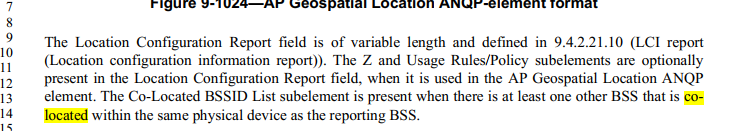 7 Figure 9-1024—AP Geospatial Location ANQP-element format
8
9 The Location Configuration Report field is of variable length and defined in 9.4.2.21.10 (LCI report
10 (Location configuration information report)). The Z and Usage Rules/Policy subelements are optionally
11 present in the Location Configuration Report field, when it is used in the AP Geospatial Location ANQP
12 element. The Co-Located BSSID List subelement is present when there is at least one other BSS that is co-
13 located within the same physical device as the reporting BSS.
14
15